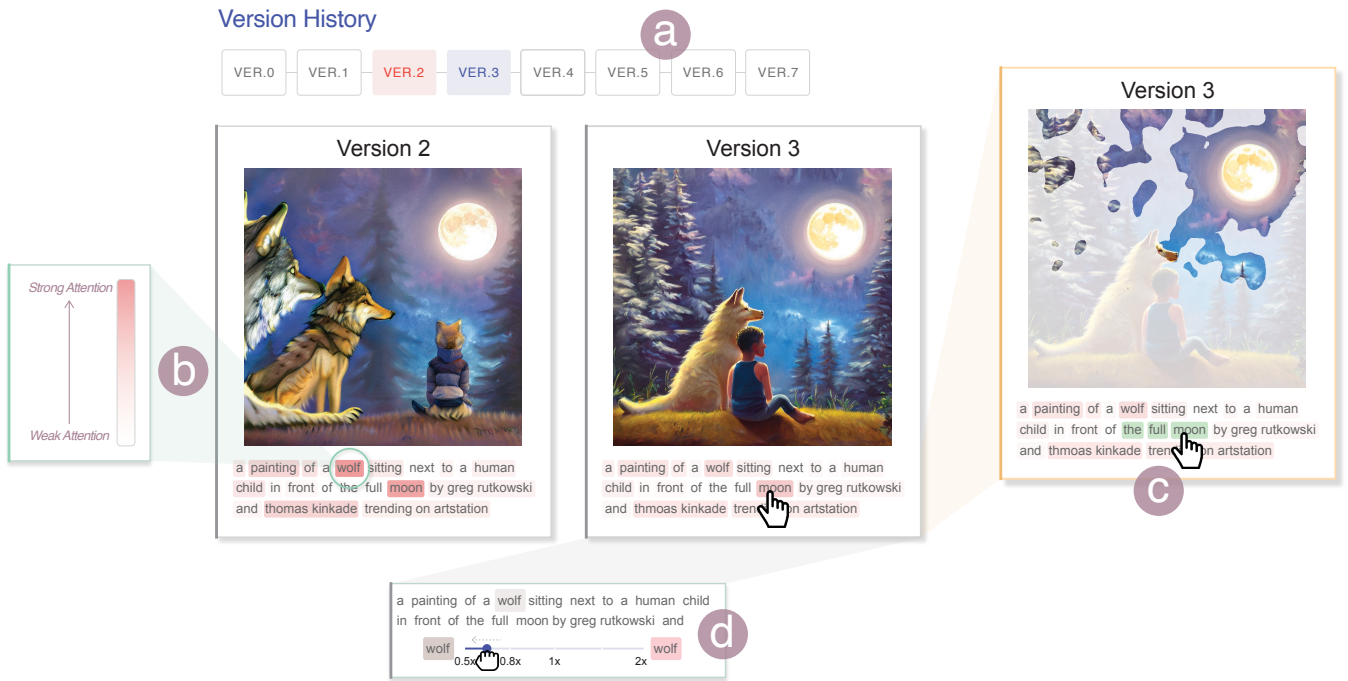 Version History
a
VER.0 VER.1 VER.2 VER.3 VER.4 VER.5 VER.6 VER.7
Version 2
a painting of a wolf sitting next to a human
child in front of the full moon by greg rutkowski
and thomas kinkade trending on artstation
Version 3
a painting of a wolf sitting next to a human
child in front of the full moon by greg rutkowski
and thmoas kinkade tren on artstation
Version 3
a painting of a wolf sitting next to a human
child in front of the full moon by greg rutkowski
and thmoas kinkade tren on artstation
c
Strong Attention
Weak Attention
b
a painting of a wolf sitting next to a human child
in front of the full moon by greg rutkowski and
wolf wolf
0.5x 0.8x 1x 2x
d